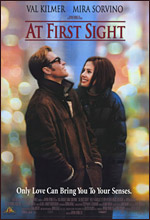 VAL KILMER MIRA SORVINO
AT FIRST SIGHT
Only Love Can Bring You To Your Senses.